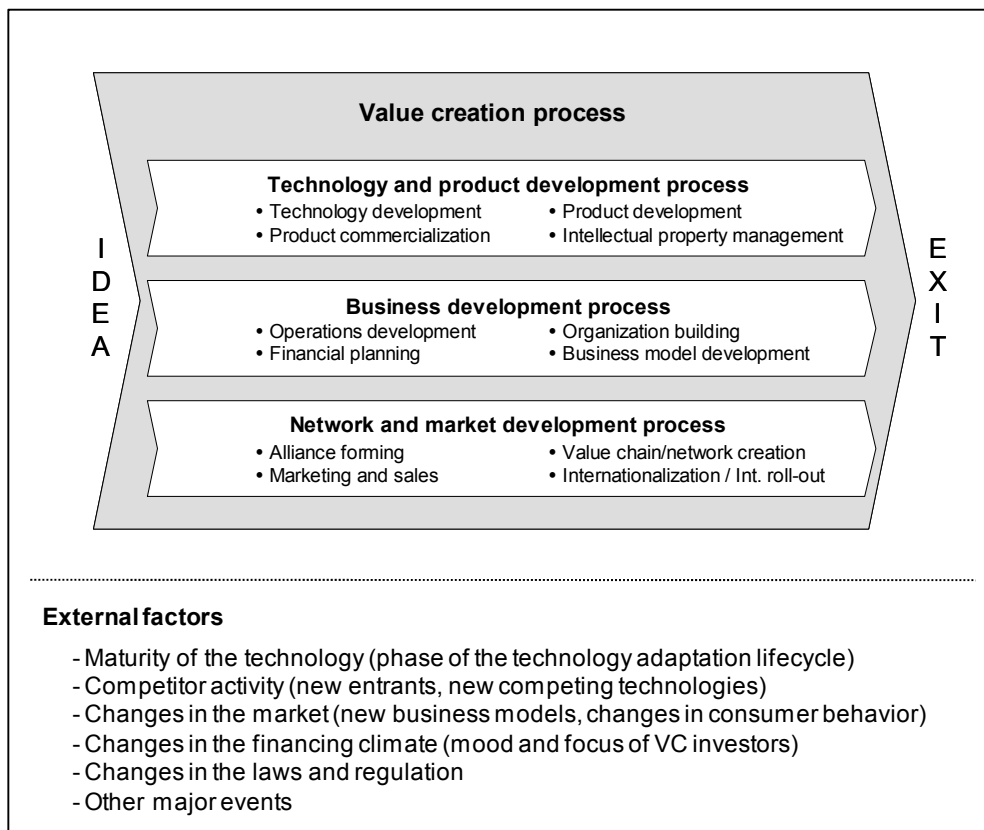 Value creation process
IDEA
Technology and product development process
• Technology development • Product development
• Product commercialization • Intellectual property management
Business development process
• Operations development • Organization building
• Financial planning • Business model development
Network and market development process
• Alliance forming • Value chain/network creation
• Marketing and sales • Internationalization / Int. roll-out
EXIT
External factors
- Maturity of the technology (phase of the technology adaptation lifecycle)
- Competitor activity (new entrants, new competing technologies)
- Changes in the market (new business models, changes in consumer behavior)
- Changes in the financing climate (mood and focus of VC investors)
- Changes in the laws and regulation
- Other major events